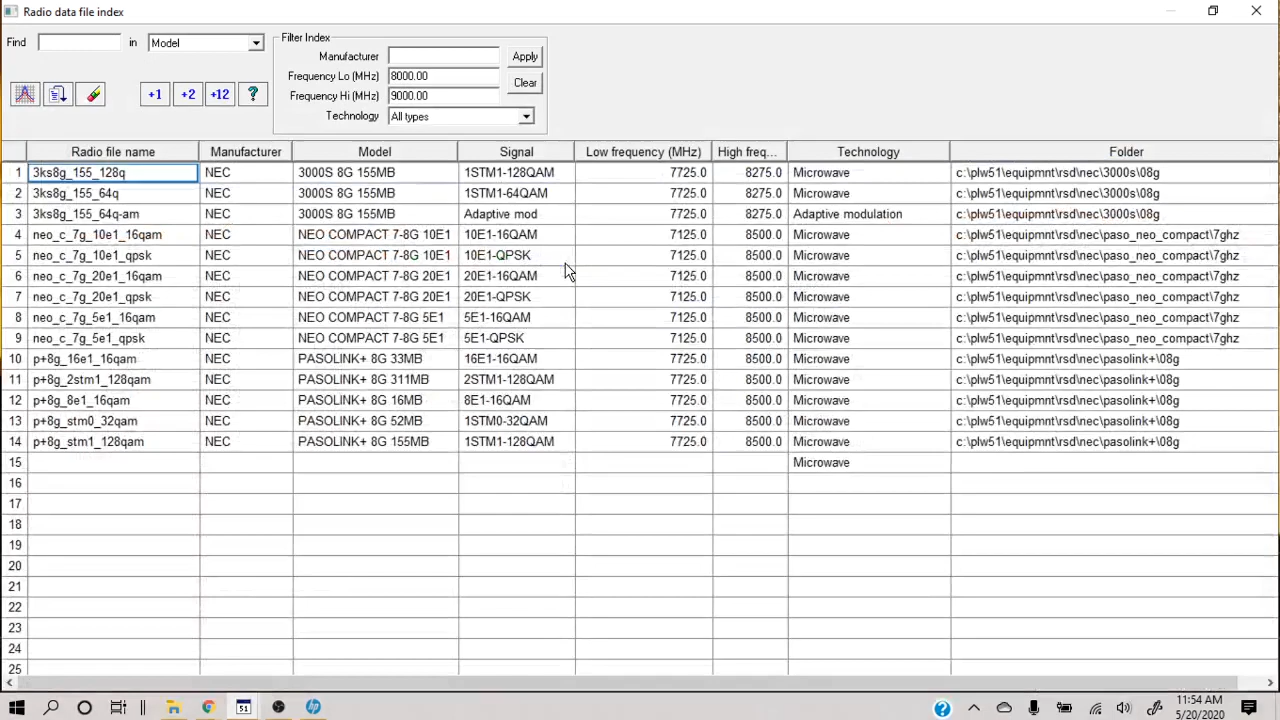 Radio data file index
Find in Model
Filter Index
Manufacturer Apply
Frequency Lo (MHz) 8000.00
Clear
Frequency Hi (MHz) 9000.00
Technology All types
+1 +2 +12 ?
Radio file name Manufacturer Model Signal Low frequency (MHz) High freq... Technology Folder
1 3ks8g_155_128q NEC 3000S 8G 155MB 1STM1-128QAM 7725.0 8275.0 Microwave c:\plw51\equipmnt\rsd\nec\3000s\08g
2 3ks8g_155_64q NEC 3000S 8G 155MB 1STM1-64QAM 7725.0 8275.0 Microwave c:\plw51\equipmnt\rsd\nec\3000s\08g
3 3ks8g_155_64q-am NEC 3000S 8G 155MB Adaptive mod 7725.0 8275.0 Adaptive modulation c:\plw51\equipmnt\rsd\nec\3000s\08g
4 neo_c_7g_10e1_16qam NEC NEO COMPACT 7-8G 10E1 10E1-16QAM 7125.0 8500.0 Microwave c:\plw51\equipmnt\rsd\nec\paso_neo_compact\7ghz
5 neo_c_7g_10e1_qpsk NEC NEO COMPACT 7-8G 10E1 10E1-QPSK 7125.0 8500.0 Microwave c:\plw51\equipmnt\rsd\nec\paso_neo_compact\7ghz
6 neo_c_7g_20e1_16qam NEC NEO COMPACT 7-8G 20E1 20E1-16QAM 7125.0 8500.0 Microwave c:\plw51\equipmnt\rsd\nec\paso_neo_compact\7ghz
7 neo_c_7g_20e1_qpsk NEC NEO COMPACT 7-8G 20E1 20E1-QPSK 7125.0 8500.0 Microwave c:\plw51\equipmnt\rsd\nec\paso_neo_compact\7ghz
8 neo_c_7g_5e1_16qam NEC NEO COMPACT 7-8G 5E1 5E1-16QAM 7125.0 8500.0 Microwave c:\plw51\equipmnt\rsd\nec\paso_neo_compact\7ghz
9 neo_c_7g_5e1_qpsk NEC NEO COMPACT 7-8G 5E1 5E1-QPSK 7125.0 8500.0 Microwave c:\plw51\equipmnt\rsd\nec\paso_neo_compact\7ghz
10 p+8g_16e1_16qam NEC PASOLINK+ 8G 33MB 16E1-16QAM 7725.0 8500.0 Microwave c:\plw51\equipmnt\rsd\nec\pasolink+\08g
11 p+8g_2stm1_128qam NEC PASOLINK+ 8G 311MB 2STM1-128QAM 7725.0 8500.0 Microwave c:\plw51\equipmnt\rsd\nec\pasolink+\08g
12 p+8g_8e1_16qam NEC PASOLINK+ 8G 16MB 8E1-16QAM 7725.0 8500.0 Microwave c:\plw51\equipmnt\rsd\nec\pasolink+\08g
13 p+8g_stm0_32qam NEC PASOLINK+ 8G 52MB 1STM0-32QAM 7725.0 8500.0 Microwave c:\plw51\equipmnt\rsd\nec\pasolink+\08g
14 p+8g_stm1_128qam NEC PASOLINK+ 8G 155MB 1STM1-128QAM 7725.0 8500.0 Microwave c:\plw51\equipmnt\rsd\nec\pasolink+\08g
15 Microwave
16
17
18
19
20
21
22
23
24
25
11:54 AM
5/20/2020